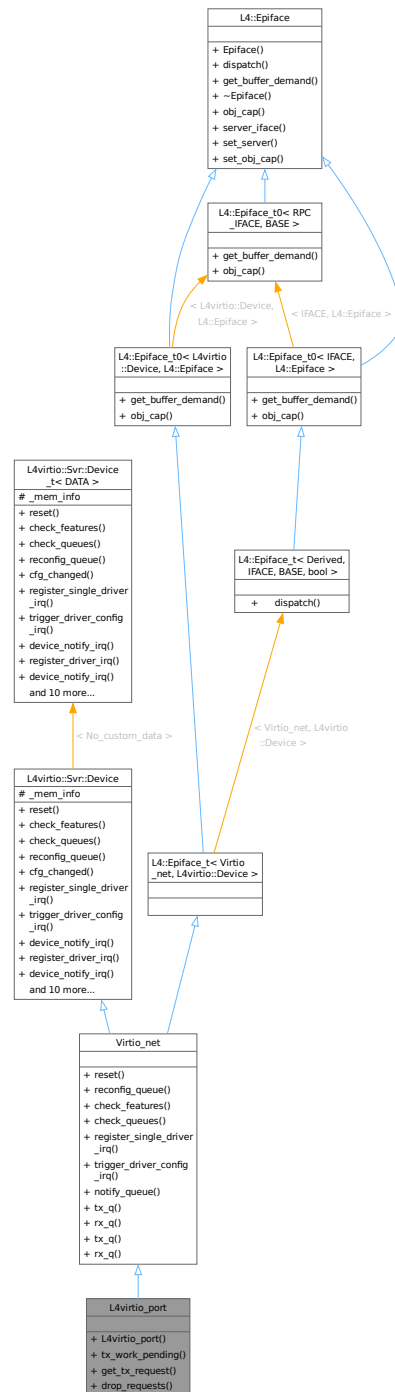 L4::Epiface
+ Epiface()
+ dispatch()
+ get_buffer_demand()
+ ~Epiface()
+ obj_cap()
+ server_iface()
+ set_server()
+ set_obj_cap()
L4::Epiface_t0< RPC
_IFACE, BASE >
+ get_buffer_demand()
+ obj_cap()
< L4virtio::Device,
L4::Epiface >
< IFACE, L4::Epiface >
L4::Epiface_t0< L4virtio
::Device, L4::Epiface >
+ get_buffer_demand()
+ obj_cap()
L4::Epiface_t0< IFACE,
L4::Epiface >
+ get_buffer_demand()
+ obj_cap()
L4virtio::Svr::Device
_t< DATA >
# _mem_info
+ reset()
+ check_features()
+ check_queues()
+ reconfig_queue()
+ cfg_changed()
+ register_single_driver
_irq()
+ trigger_driver_config
_irq()
+ device_notify_irq()
+ register_driver_irq()
+ device_notify_irq()
and 10 more...
L4::Epiface_t< Derived,
IFACE, BASE, bool >
+ dispatch()
< No_custom_data >
< Virtio_net, L4virtio
::Device >
L4virtio::Svr::Device
# _mem_info
+ reset()
+ check_features()
+ check_queues()
+ reconfig_queue()
+ cfg_changed()
+ register_single_driver
_irq()
+ trigger_driver_config
_irq()
+ device_notify_irq()
+ register_driver_irq()
+ device_notify_irq()
and 10 more...
L4::Epiface_t< Virtio
_net, L4virtio::Device >
Virtio_net
+ reset()
+ reconfig_queue()
+ check_features()
+ check_queues()
+ register_single_driver
_irq()
+ trigger_driver_config
_irq()
+ notify_queue()
+ tx_q()
+ rx_q()
+ tx_q()
+ rx_q()
L4virtio_port
+ L4virtio_port()
+ tx_work_pending()
+ get_tx_request()
+ drop_requests()